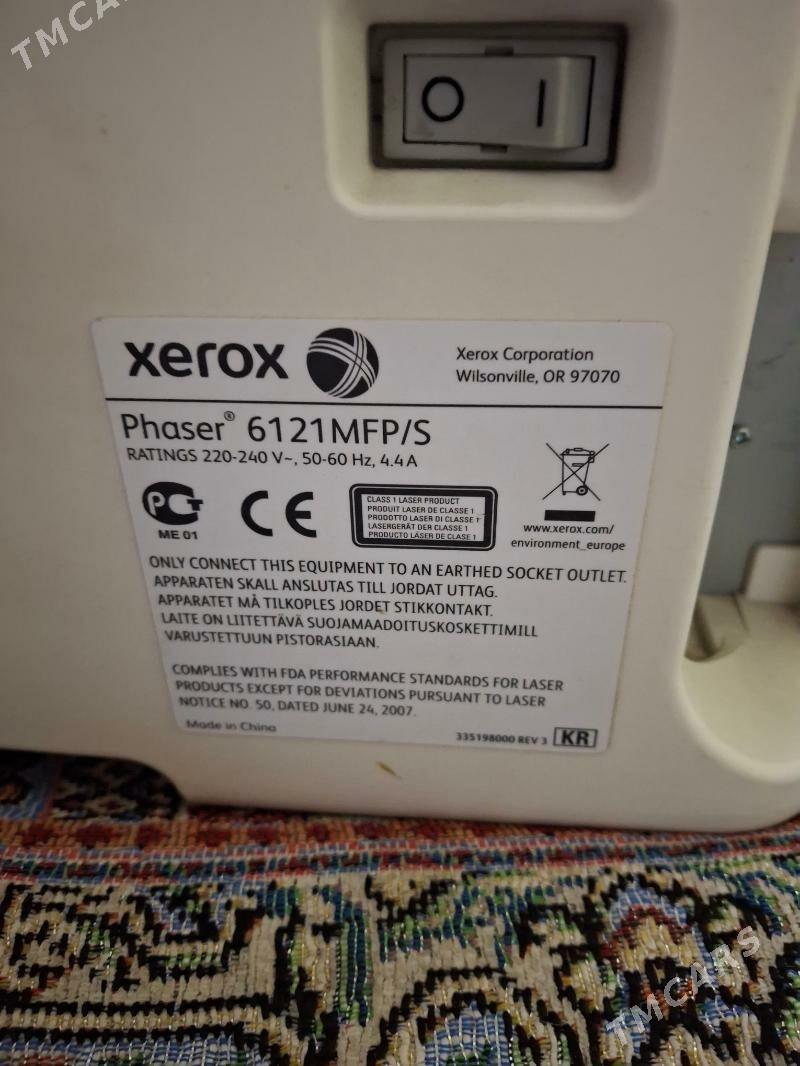 TMCARS
O I
xerox
Xerox Corporation
Wilsonville, OR 97070
Phaser® 6121MFP/S
RATINGS 220-240 V~, 50-60 Hz, 4.4 A
РСТ
ME 01
CE
CLASS 1 LASER PRODUCT
PRODUIT LASER DE CLASSE 1
PRODOTTO LASER DI CLASSE 1
LASERGERÄT DER CLASSE 1
PRODUCTO LÁSER DE CLASE 1
www.xerox.com/
environment_europe
ONLY CONNECT THIS EQUIPMENT TO AN EARTHED SOCKET OUTLET.
APPARATEN SKALL ANSLUTAS TILL JORDAT UTTAG.
APPARATET MÅ TILKOPLES JORDET STIKKONTAKT.
LAITE ON LIITETTÄVÄ SUOJAMAADOITUSKOSKETTIMILL
VARUSTETTUUN PISTORASIAAN.
COMPLIES WITH FDA PERFORMANCE STANDARDS FOR LASER
PRODUCTS EXCEPT FOR DEVIATIONS PURSUANT TO LASER
NOTICE NO. 50, DATED JUNE 24, 2007.
Made in China
335198000 REV 3 KR
TMCARS